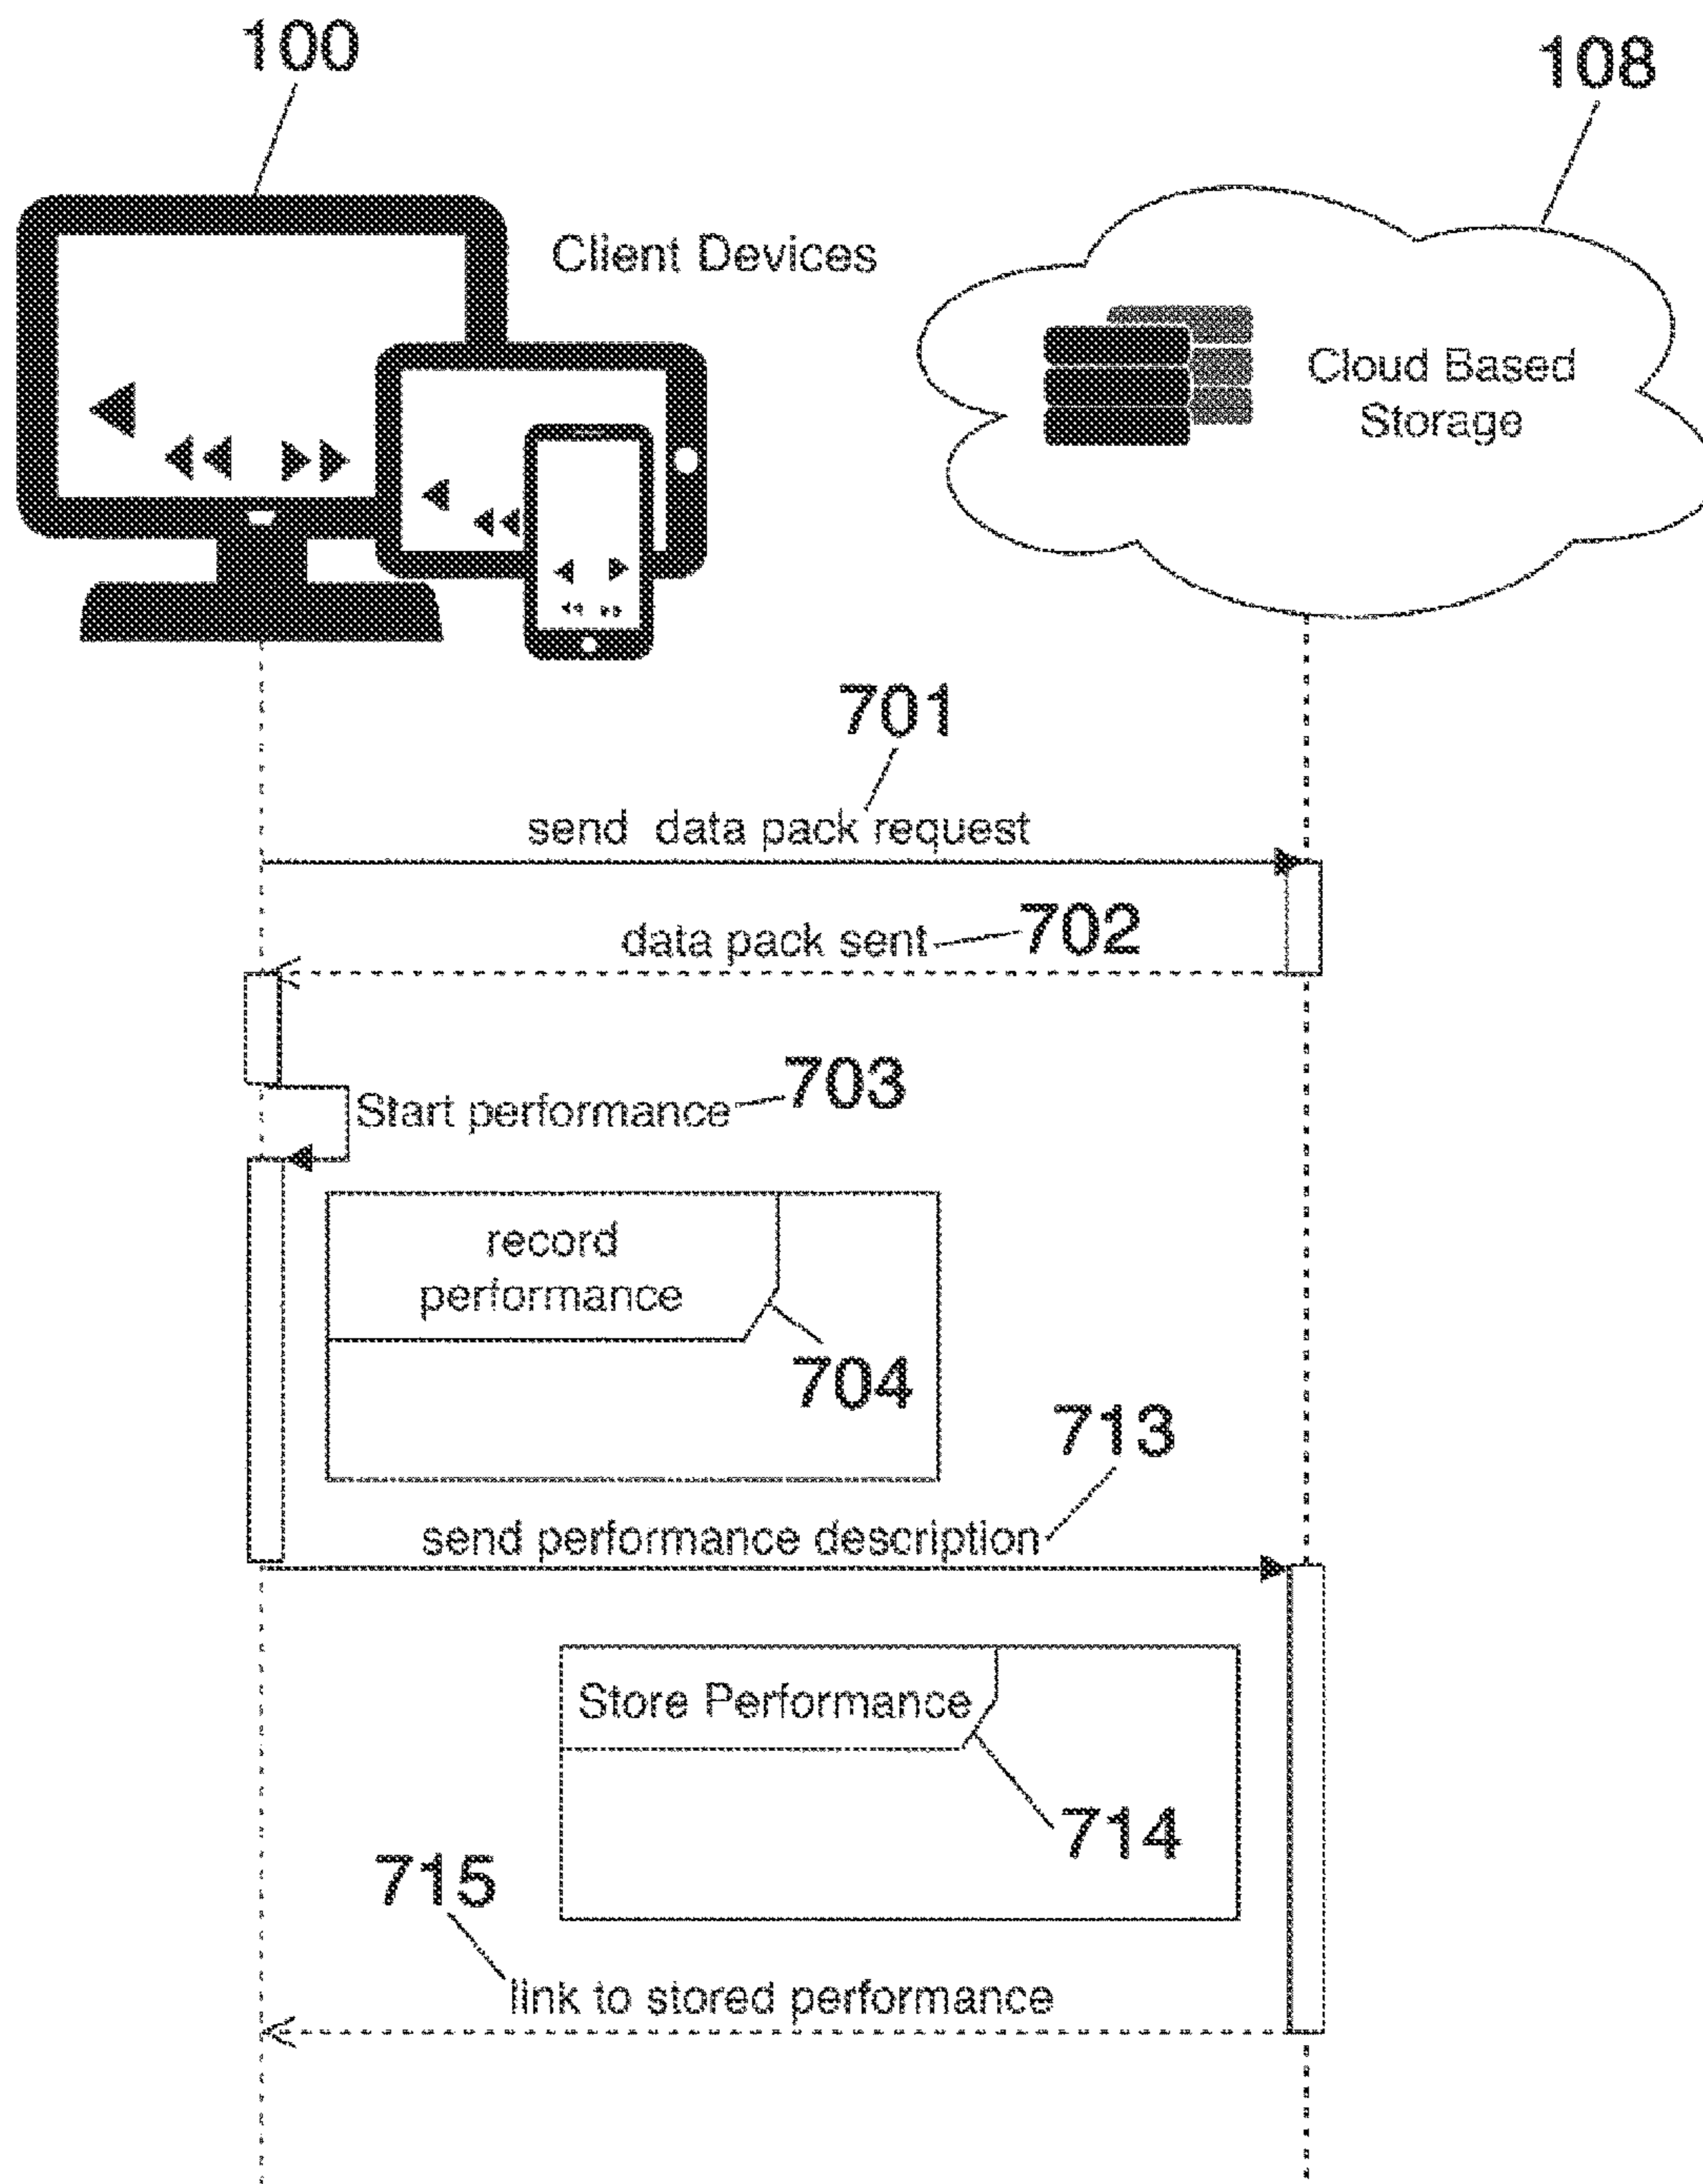 100
108
Client Devices
Cloud Based
Storage
701
send data pack request
data pack sent
702
Start performance
703
record
performance
704
713
send performance description
Store Performance
714
715
link to stored performance